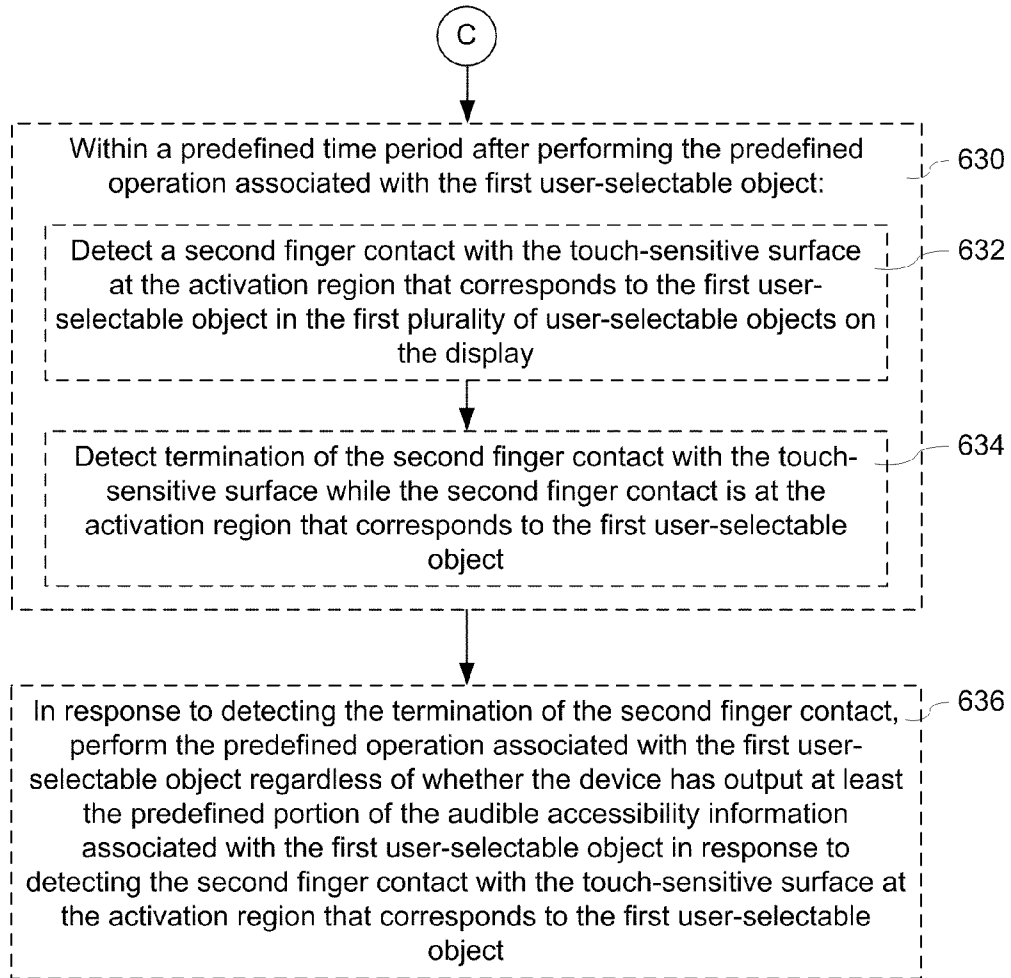 C
Within a predefined time period after performing the predefined
operation associated with the first user-selectable object:
630
Detect a second finger contact with the touch-sensitive surface
at the activation region that corresponds to the first user-
selectable object in the first plurality of user-selectable objects on
the display
632
Detect termination of the second finger contact with the touch-
sensitive surface while the second finger contact is at the
activation region that corresponds to the first user-selectable
object
634
In response to detecting the termination of the second finger contact,
perform the predefined operation associated with the first user-
selectable object regardless of whether the device has output at least
the predefined portion of the audible accessibility information
associated with the first user-selectable object in response to
detecting the second finger contact with the touch-sensitive surface at
the activation region that corresponds to the first user-selectable
object
636